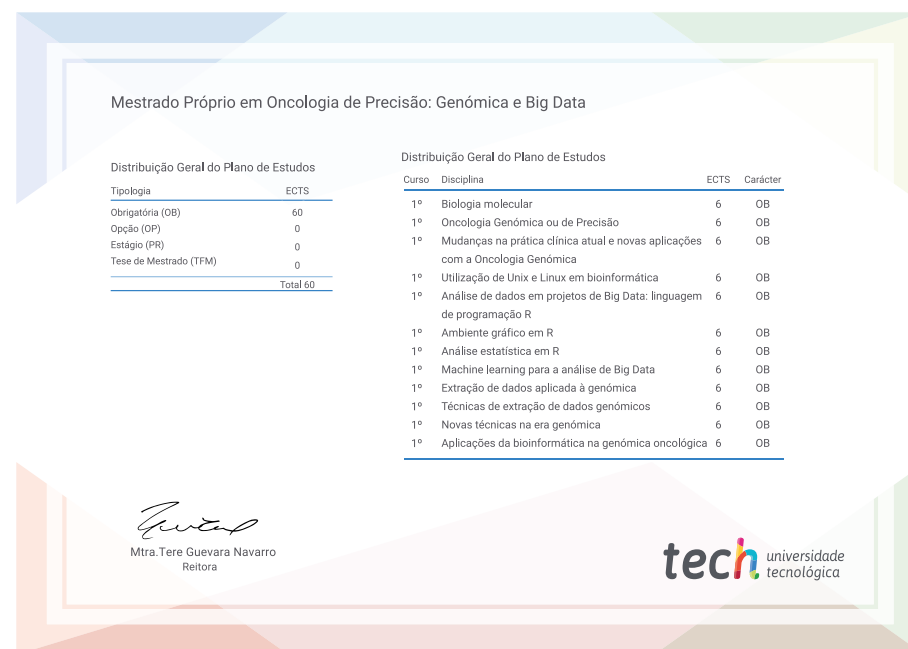 Mestrado Próprio em Oncologia de Precisão: Genómica e Big Data
Distribuição Geral do Plano de Estudos
Tipologia ECTS
Obrigatória (OB) 60
Opção (OP) 0
Estágio (PR) 0
Tese de Mestrado (TFM) 0
Total 60
Distribuição Geral do Plano de Estudos
Curso Disciplina ECTS Carácter
1º Biologia molecular 6 OB
1º Oncologia Genómica ou de Precisão 6 OB
1º Mudanças na prática clínica atual e novas aplicações 6 OB
com a Oncologia Genómica
1º Utilização de Unix e Linux em bioinformática 6 OB
1º Análise de dados em projetos de Big Data: linguagem 6 OB
de programação R
1º Ambiente gráfico em R 6 OB
1º Análise estatística em R 6 OB
1º Machine learning para a análise de Big Data 6 OB
1º Extração de dados aplicada à genómica 6 OB
1º Técnicas de extração de dados genómicos 6 OB
1º Novas técnicas na era genómica 6 OB
1º Aplicações da bioinformática na genómica oncológica 6 OB
Mtra.Tere Guevara Navarro
Reitora
tech universidade
tecnológica